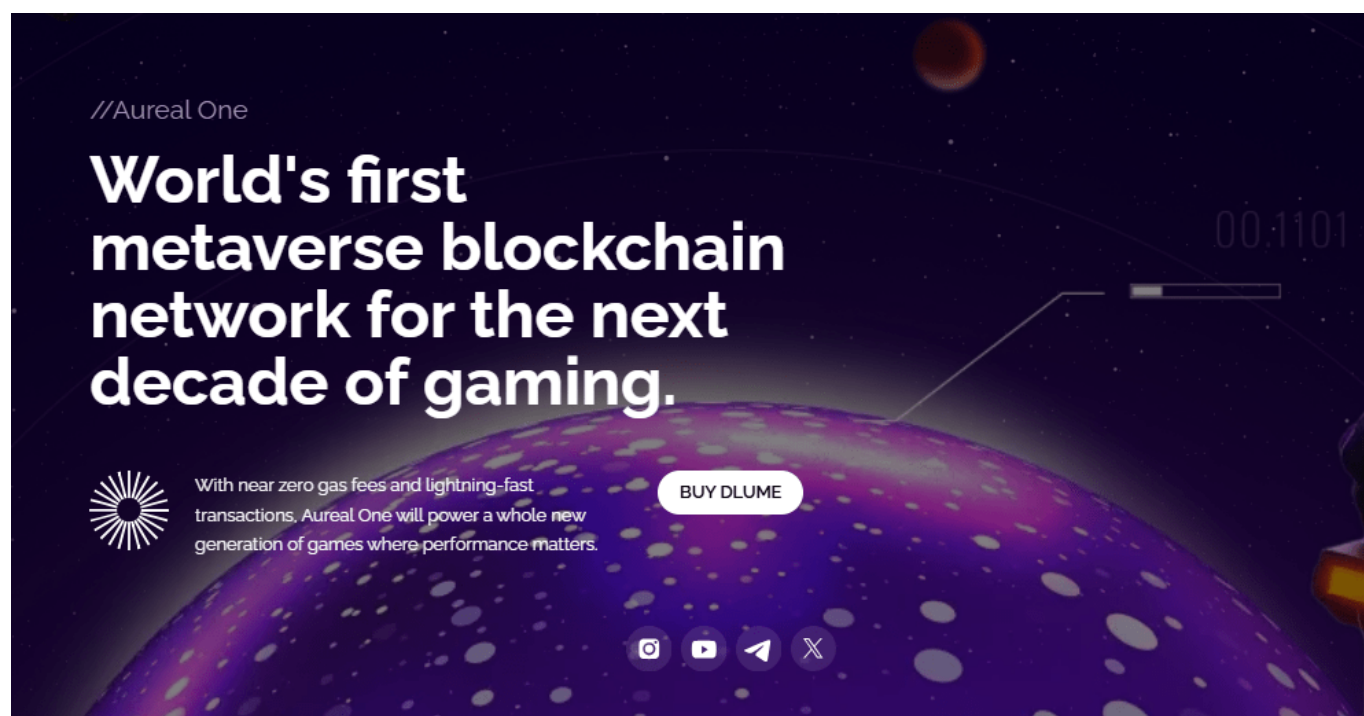 //Aureal One
World's first
metaverse blockchain
network for the next
decade of gaming.
00.1101
With near zero gas fees and lightning-fast
transactions, Aureal One will power a whole new
generation of games where performance matters.
BUY DLUME